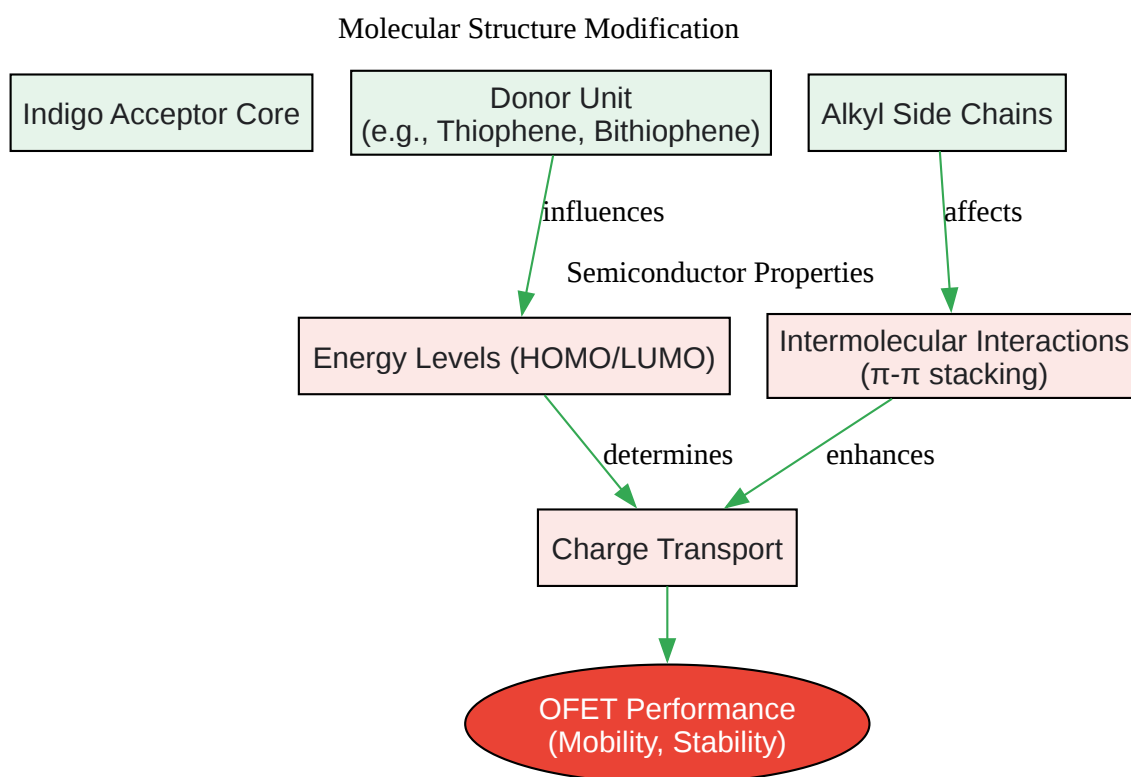 Molecular Structure Modification
Indigo Acceptor Core
Donor Unit
(e.g., Thiophene, Bithiophene)
Alkyl Side Chains
influences
affects
Semiconductor Properties
Energy Levels (HOMO/LUMO)
Intermolecular Interactions
(π-π stacking)
determines
enhances
Charge Transport
OFET Performance
(Mobility, Stability)